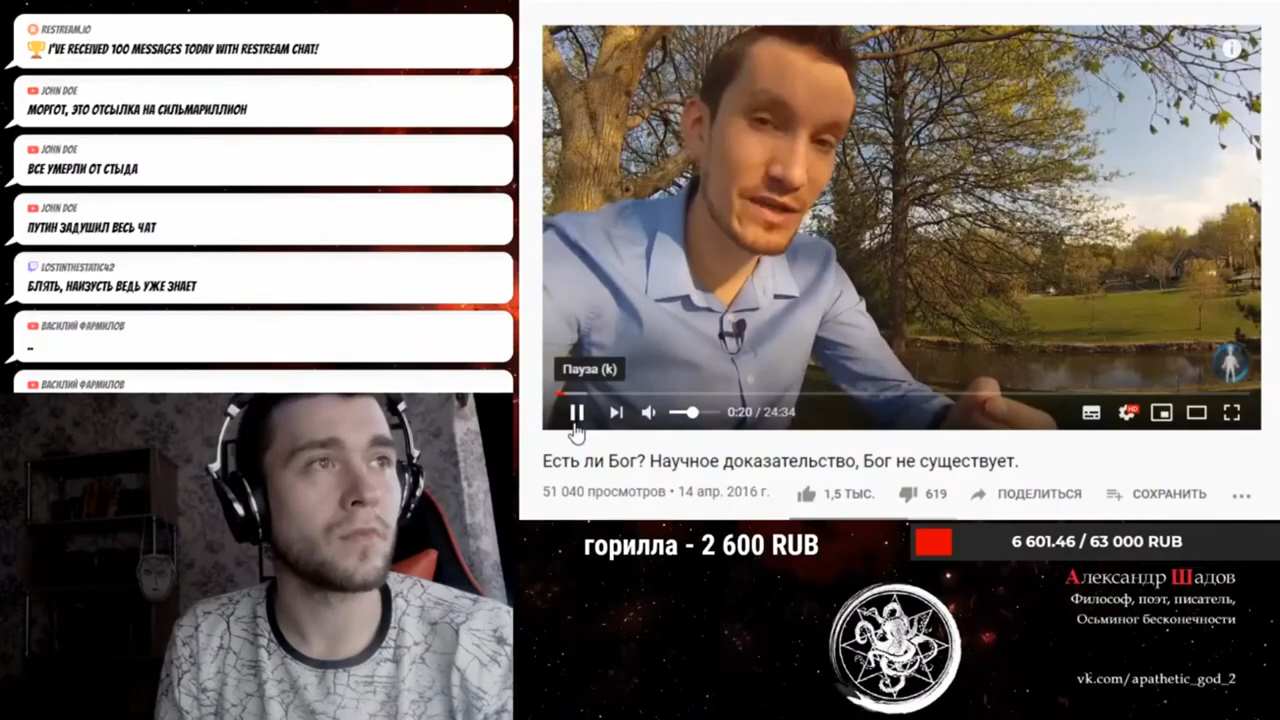 RESTREAM.IO
I'VE RECEIVED 100 MESSAGES TODAY WITH RESTREAM CHAT!
JOHN DOE
МОРГОТ, ЭТО ОТСЫЛКА НА СИЛЬМАРИЛЛИОН
JOHN DOE
ВСЕ УМЕРЛИ ОТ СТЫДА
JOHN DOE
ПУТИН ЗАДУШИЛ ВЕСЬ ЧАТ
LOSTINTHESTATIC42
БЛЯТЬ, НАИЗУСТЬ ВЕДЬ УЖЕ ЗНАЕТ
ВАСИЛИЙ ФАРМИЛОВ
..
ВАСИЛИЙ ФАРМИЛОВ
Пауза (k)
0:20 / 24:34
HD
Есть ли Бог? Научное доказательство, Бог не существует.
51 040 просмотров • 14 апр. 2016 г.
1,5 ТЫС.
619
ПОДЕЛИТЬСЯ
СОХРАНИТЬ
горилла - 2 600 RUB
6 601.46 / 63 000 RUB
Александр Шадов
Философ, поэт, писатель,
Осьминог бесконечности
vk.com/apathetic_god_2